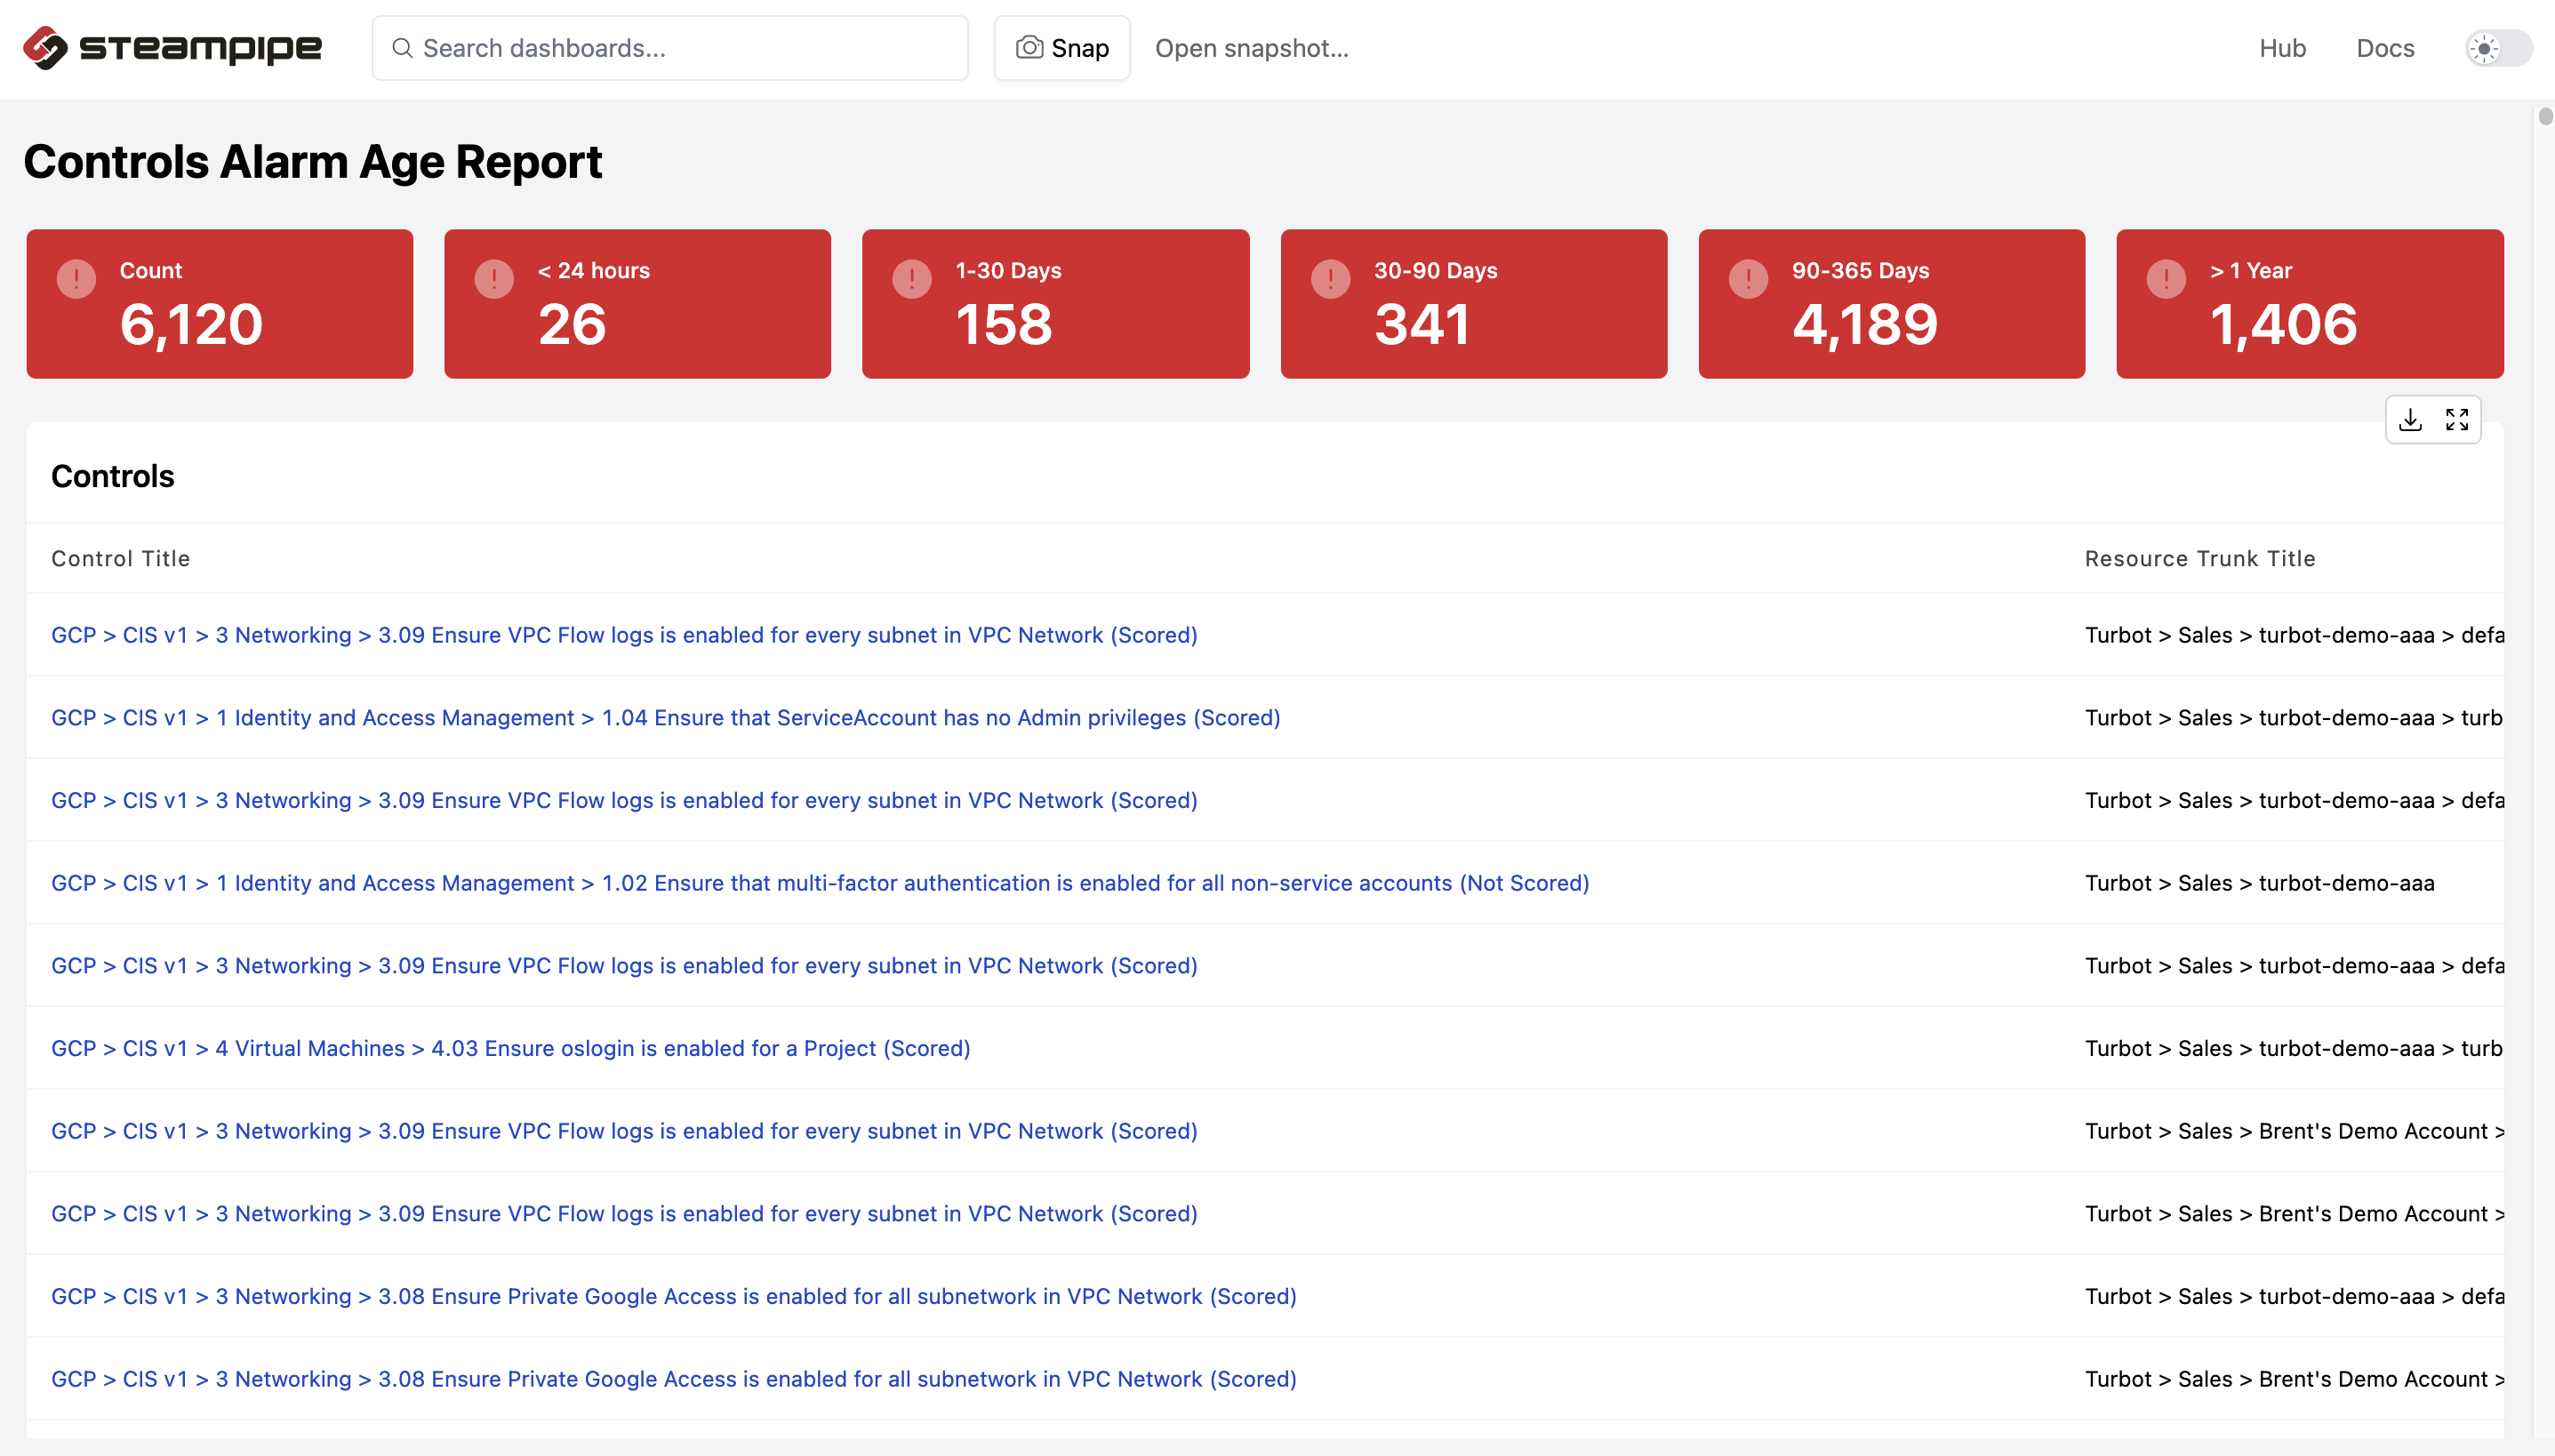 steampipe
Search dashboards...
Snap
Open snapshot...
Hub
Docs
Controls Alarm Age Report
Count
6,120
< 24 hours
26
1-30 Days
158
30-90 Days
341
90-365 Days
4,189
> 1 Year
1,406
Controls
Control Title
Resource Trunk Title
GCP > CIS v1 > 3 Networking > 3.09 Ensure VPC Flow logs is enabled for every subnet in VPC Network (Scored)
Turbot > Sales > turbot-demo-aaa > defa
GCP > CIS v1 > 1 Identity and Access Management > 1.04 Ensure that ServiceAccount has no Admin privileges (Scored)
Turbot > Sales > turbot-demo-aaa > turb
GCP > CIS v1 > 3 Networking > 3.09 Ensure VPC Flow logs is enabled for every subnet in VPC Network (Scored)
Turbot > Sales > turbot-demo-aaa > defa
GCP > CIS v1 > 1 Identity and Access Management > 1.02 Ensure that multi-factor authentication is enabled for all non-service accounts (Not Scored)
Turbot > Sales > turbot-demo-aaa
GCP > CIS v1 > 3 Networking > 3.09 Ensure VPC Flow logs is enabled for every subnet in VPC Network (Scored)
Turbot > Sales > turbot-demo-aaa > defa
GCP > CIS v1 > 4 Virtual Machines > 4.03 Ensure oslogin is enabled for a Project (Scored)
Turbot > Sales > turbot-demo-aaa > turb
GCP > CIS v1 > 3 Networking > 3.09 Ensure VPC Flow logs is enabled for every subnet in VPC Network (Scored)
Turbot > Sales > Brent's Demo Account >
GCP > CIS v1 > 3 Networking > 3.09 Ensure VPC Flow logs is enabled for every subnet in VPC Network (Scored)
Turbot > Sales > Brent's Demo Account >
GCP > CIS v1 > 3 Networking > 3.08 Ensure Private Google Access is enabled for all subnetwork in VPC Network (Scored)
Turbot > Sales > turbot-demo-aaa > defa
GCP > CIS v1 > 3 Networking > 3.08 Ensure Private Google Access is enabled for all subnetwork in VPC Network (Scored)
Turbot > Sales > Brent's Demo Account >